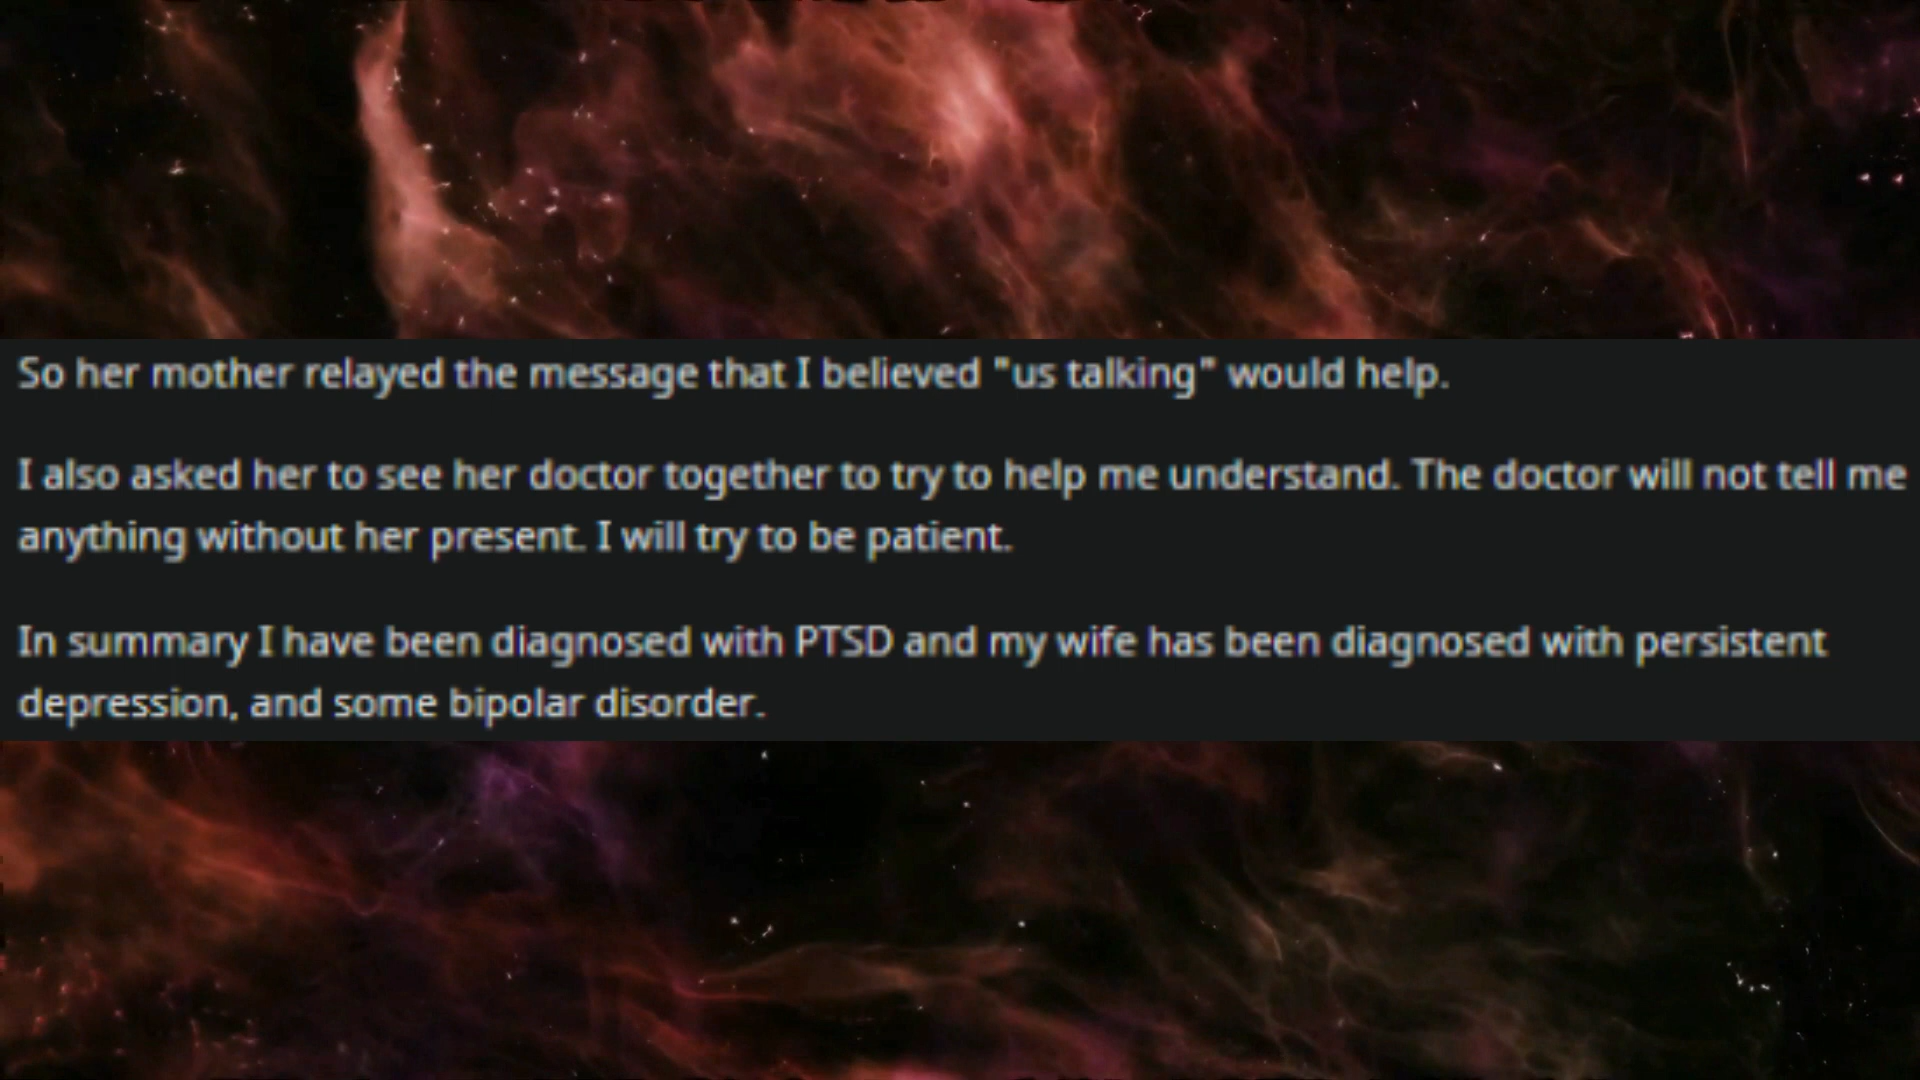 So her mother relayed the message that I believed "us talking" would help.
I also asked her to see her doctor together to try to help me understand. The doctor will not tell me
anything without her present. I will try to be patient.
In summary I have been diagnosed with PTSD and my wife has been diagnosed with persistent
depression, and some bipolar disorder.